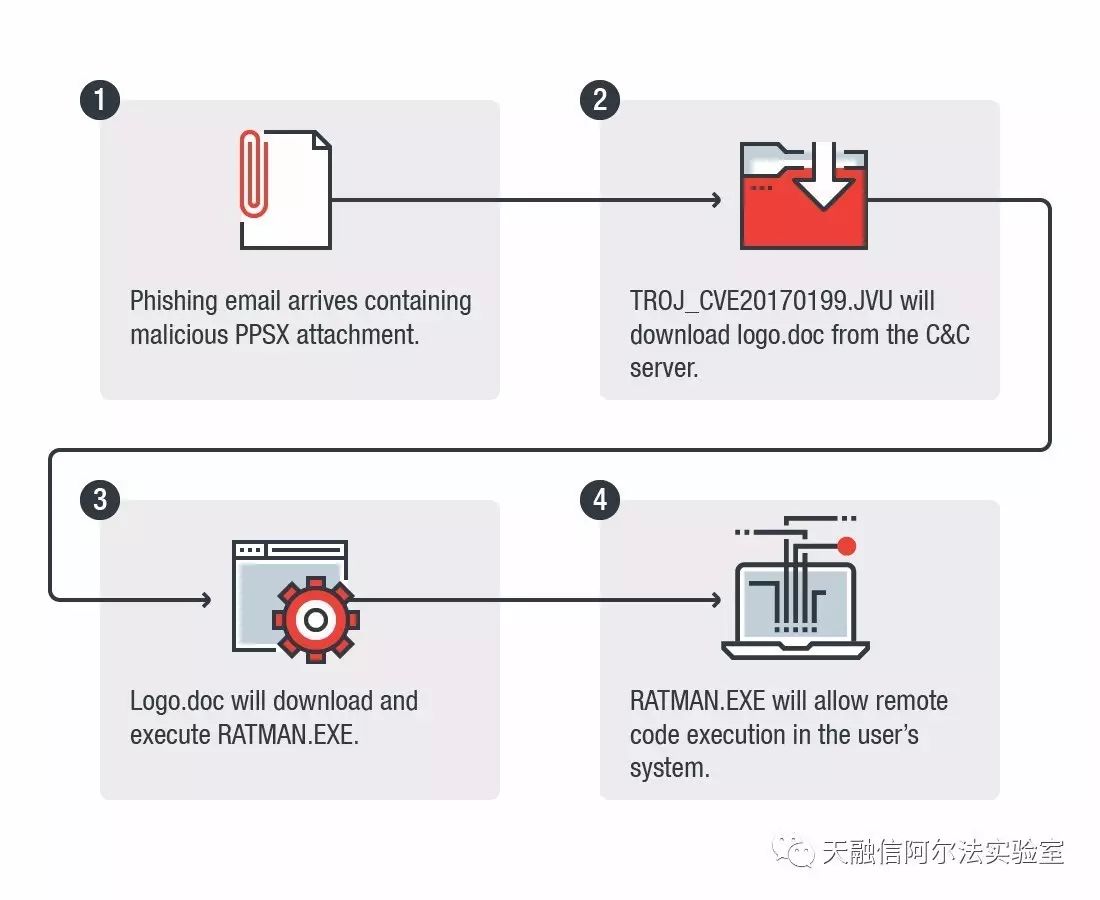 1
Phishing email arrives containing
malicious PPSX attachment.
2
TROJ_CVE20170199.JVU will
download logo.doc from the C&C
server.
3
Logo.doc will download and
execute RATMAN.EXE.
4
RATMAN.EXE will allow remote
code execution in the user’s
system.
天融信阿尔法实验室